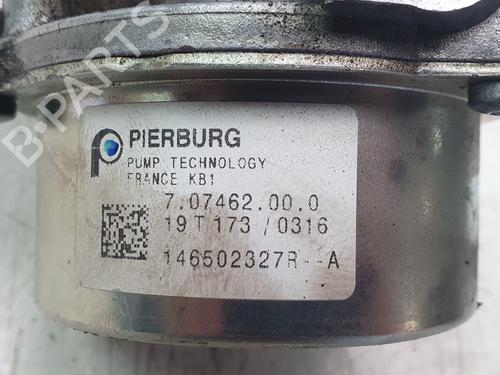 B-PARTS
PIERBURG
PUMP TECHNOLOGY
FRANCE KB1
7.07462.00.0
19T173 /0316
146502327R--A